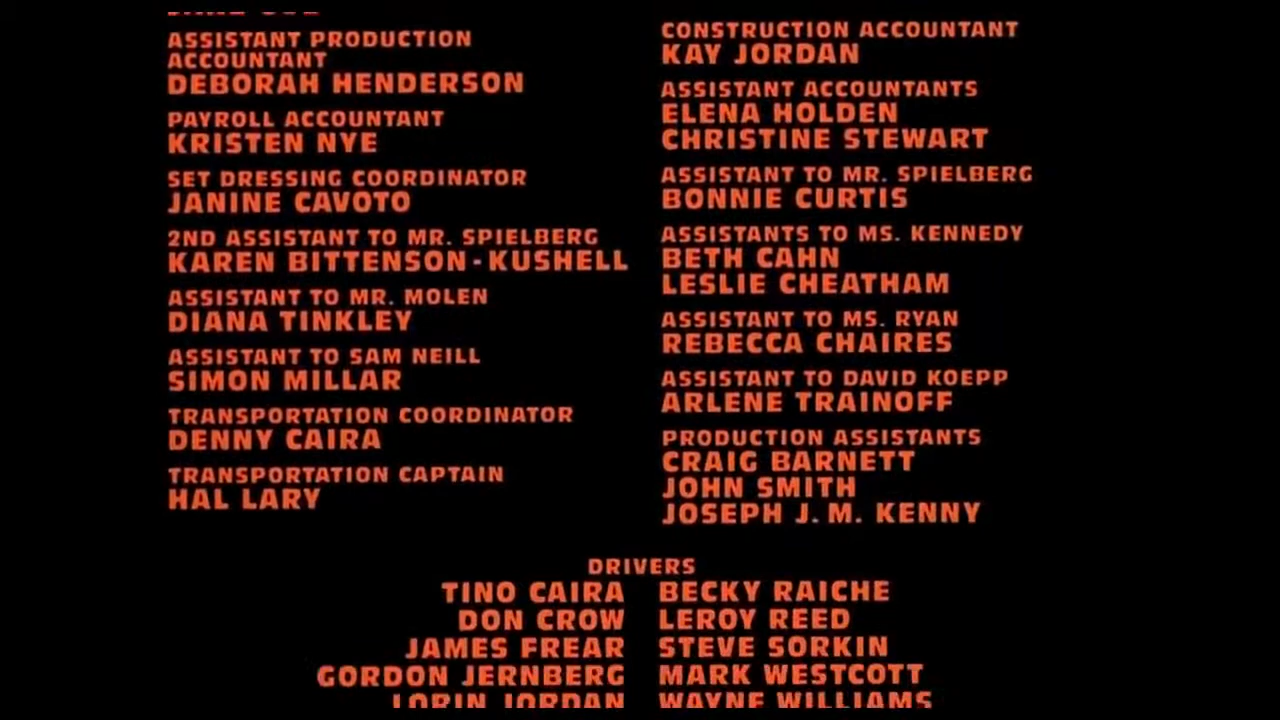 ASSISTANT PRODUCTION
ACCOUNTANT
DEBORAH HENDERSON
PAYROLL ACCOUNTANT
KRISTEN NYE
SET DRESSING COORDINATOR
JANINE CAVOTO
2ND ASSISTANT TO MR. SPIELBERG
KAREN BITTENSON-KUSHELL
ASSISTANT TO MR. MOLEN
DIANA TINKLEY
ASSISTANT TO SAM NEILL
SIMON MILLAR
TRANSPORTATION COORDINATOR
DENNY CAIRA
TRANSPORTATION CAPTAIN
HAL LARY
CONSTRUCTION ACCOUNTANT
KAY JORDAN
ASSISTANT ACCOUNTANTS
ELENA HOLDEN
CHRISTINE STEWART
ASSISTANT TO MR. SPIELBERG
BONNIE CURTIS
ASSISTANTS TO MS. KENNEDY
BETH CAHN
LESLIE CHEATHAM
ASSISTANT TO MS. RYAN
REBECCA CHAIRES
ASSISTANT TO DAVID KOEPP
ARLENE TRAINOFF
PRODUCTION ASSISTANTS
CRAIG BARNETT
JOHN SMITH
JOSEPH J. M. KENNY
DRIVERS
TINO CAIRA BECKY RAICHE
DON CROW LEROY REED
JAMES FREAR STEVE SORKIN
GORDON JERNBERG MARK WESTCOTT
LORIN JORDAN WAYNE WILLIAMS